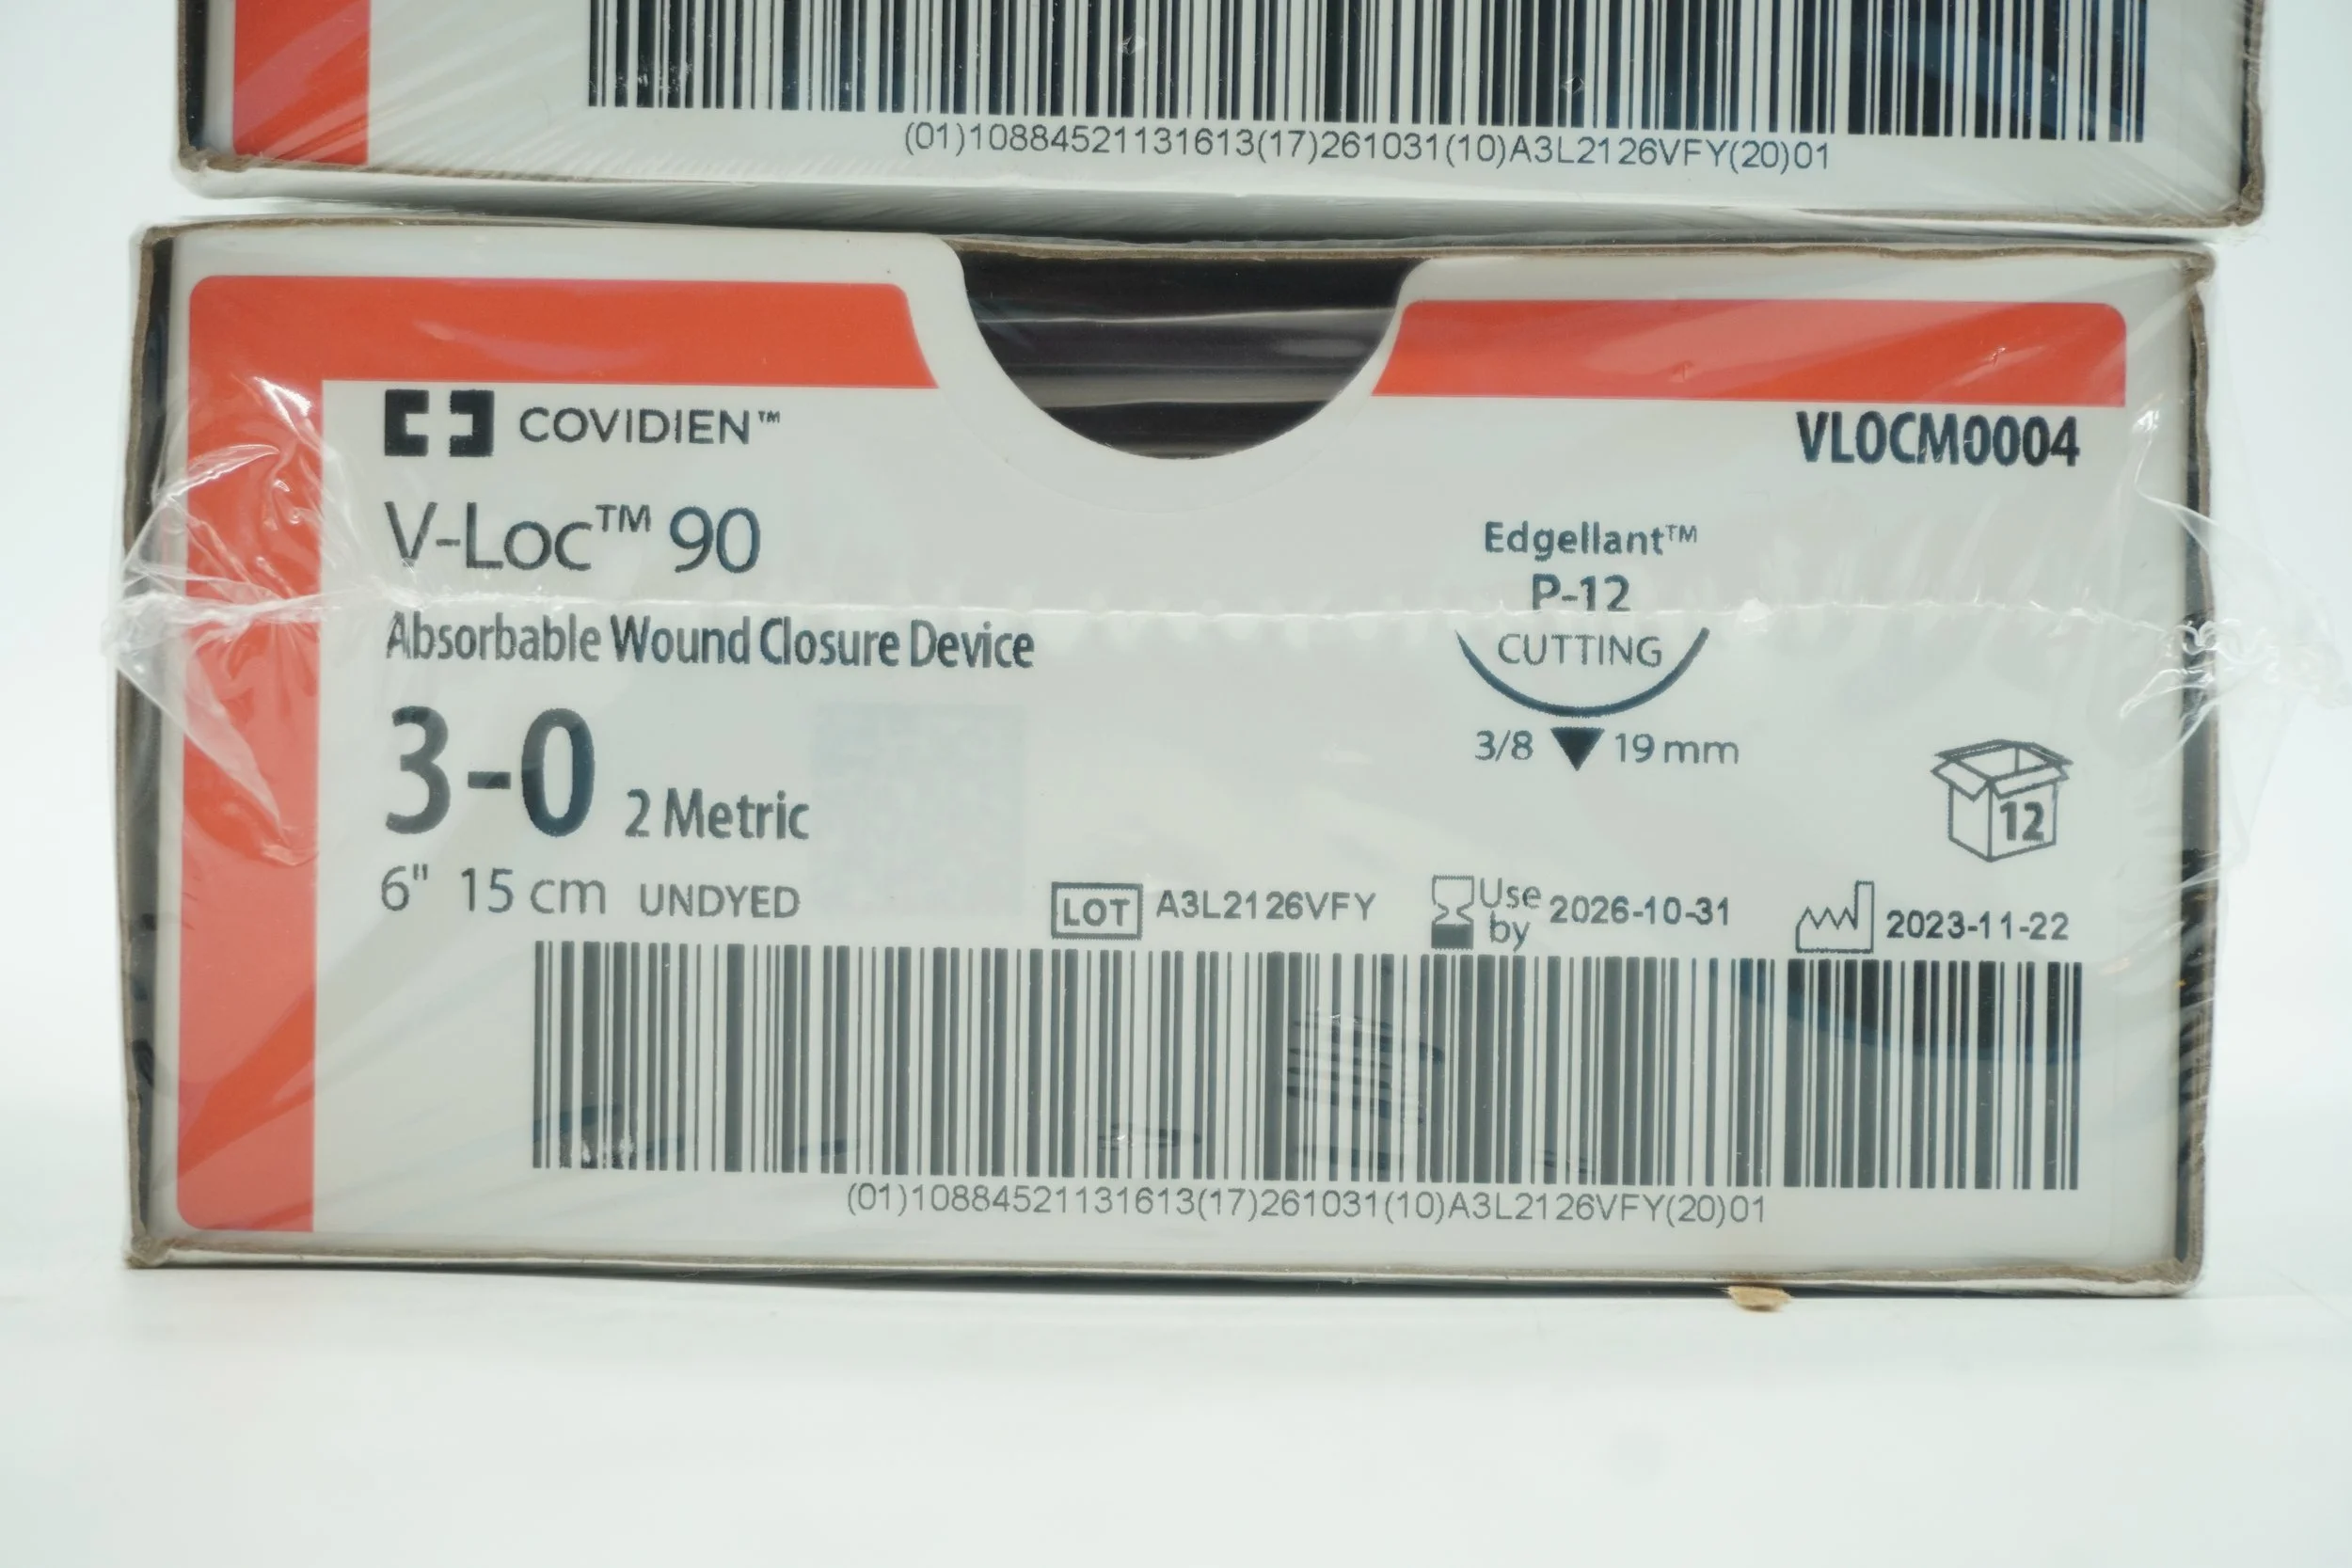 (01)10884521131613(17)261031(10)A3L2126VFY(20)01
COVIDIEN™
VLOCM0004
V-Loc™ 90
Absorbable Wound Closure Device
Edgellant™
P-12
CUTTING
3/8 19 mm
3-0 2 Metric
12
6" 15 cm UNDYED
LOT A3L2126VFY
Use by 2026-10-31
2023-11-22
(01)10884521131613(17)261031(10)A3L2126VFY(20)01